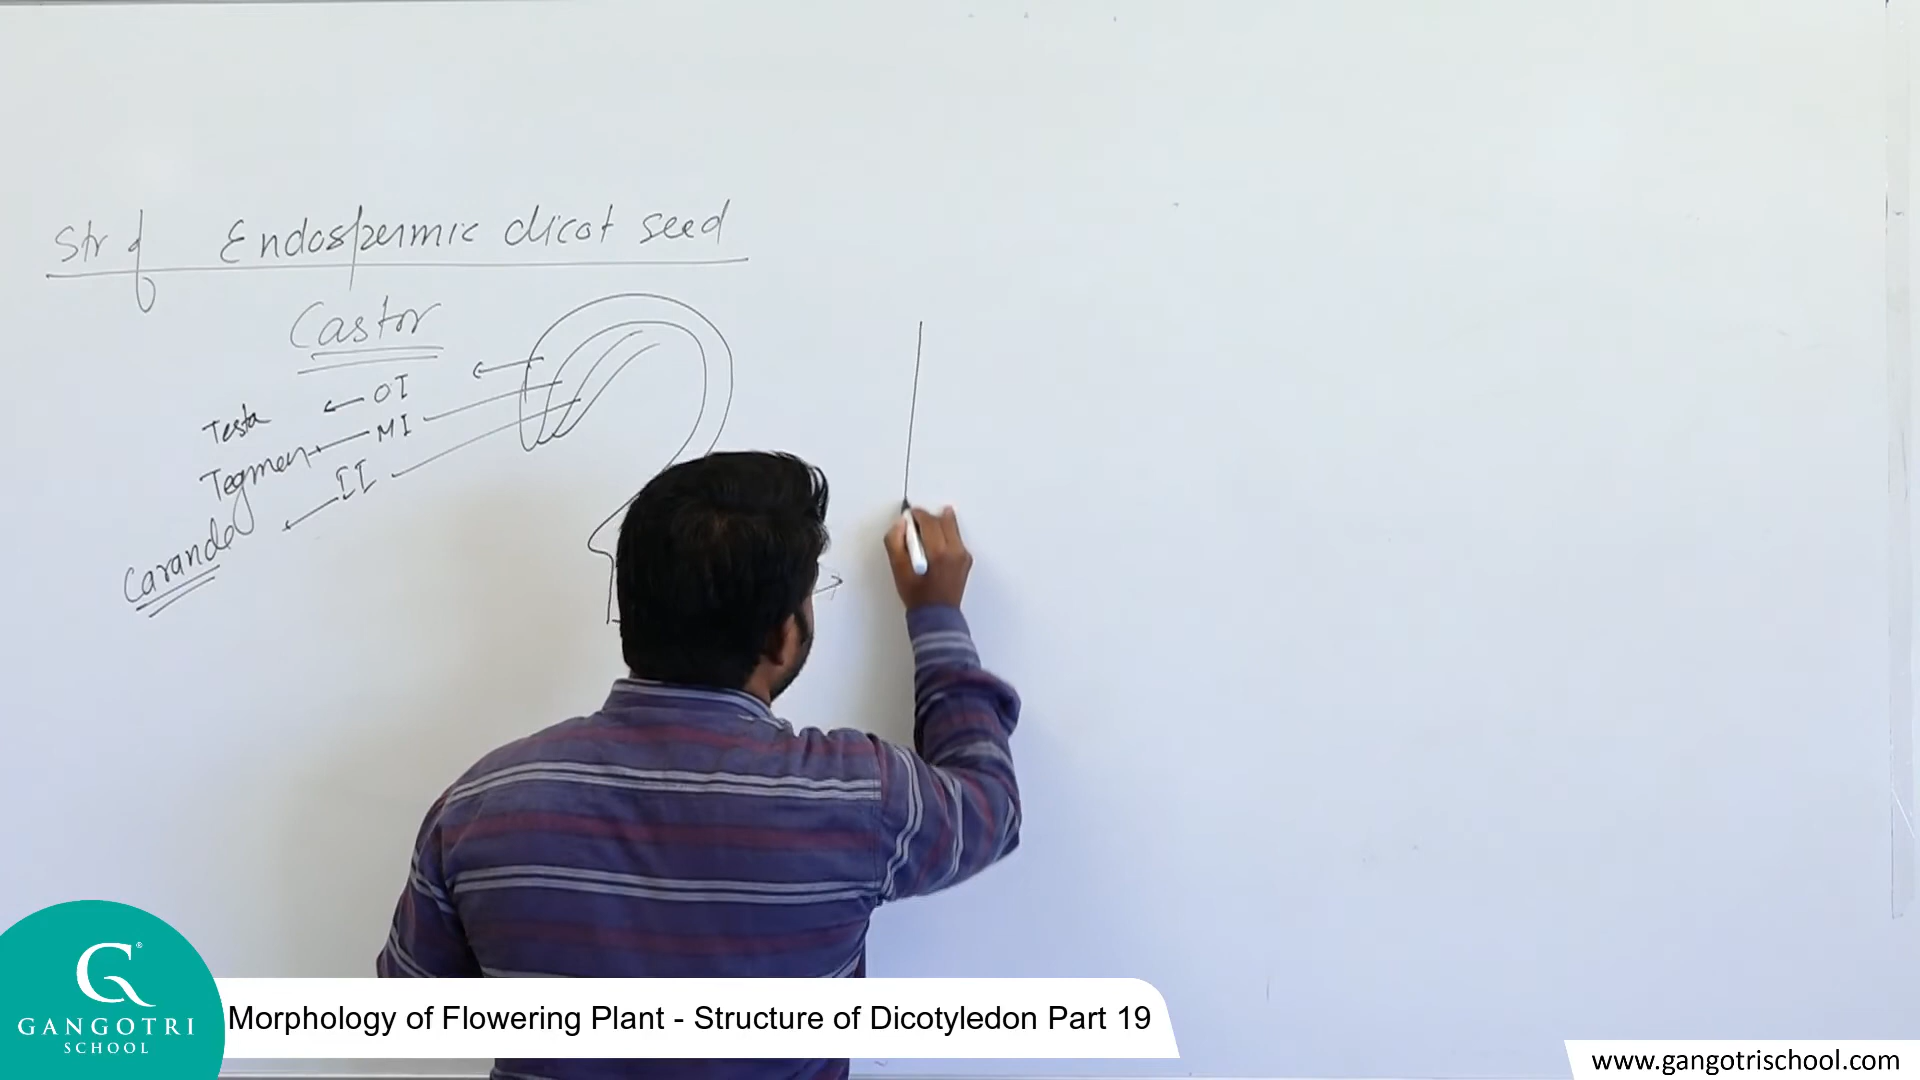 Str of Endospermic dicot seed
Castor
OI
Testa
MI
Tegmen
II
Carande
G®
GANGOTRI
SCHOOL
Morphology of Flowering Plant - Structure of Dicotyledon Part 19
www.gangotrischool.com